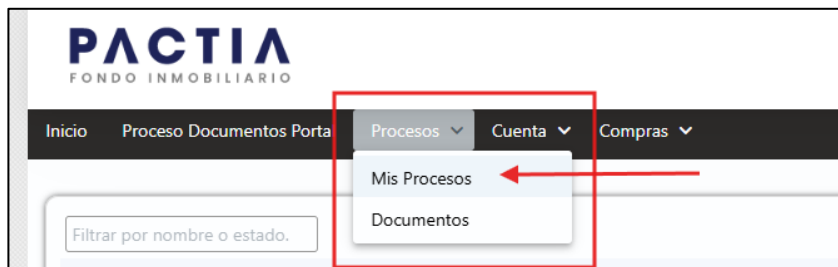 PACTIA
FONDO INMOBILIARIO
Inicio Proceso Documentos Porta Procesos Cuenta Compras
Mis Procesos
Documentos
Filtrar por nombre o estado.